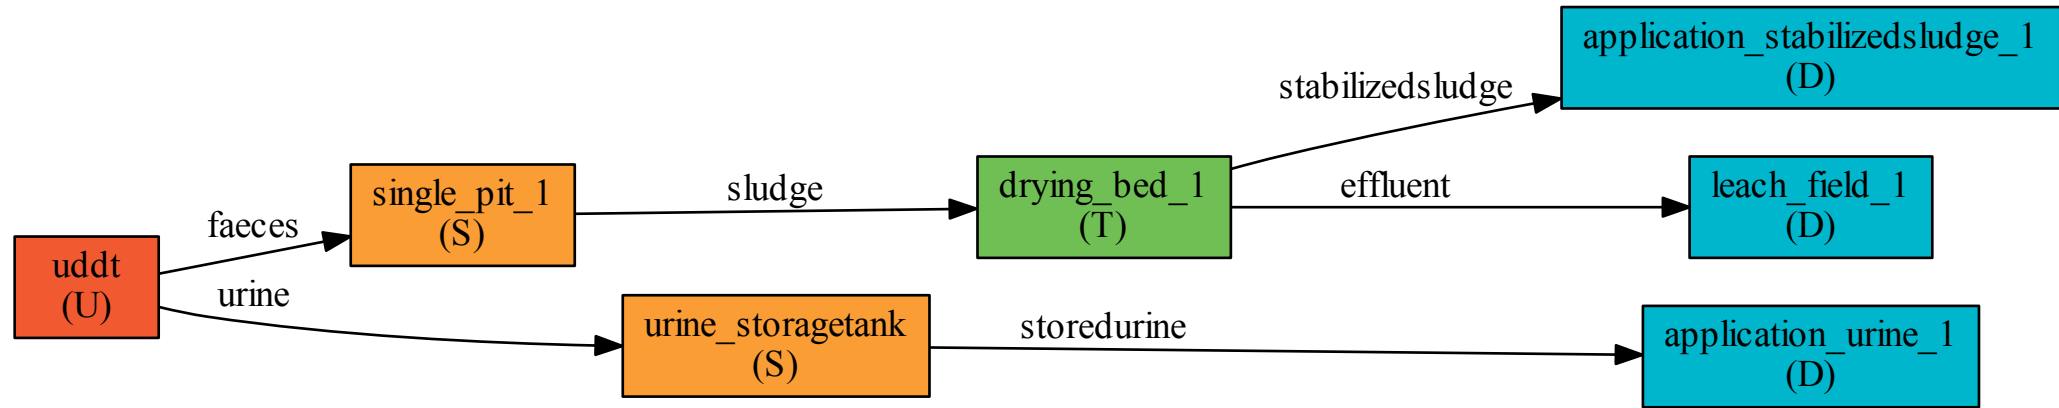 uddt
(U)
faeces
urine
single_pit_1
(S)
sludge
urine_storagetank
(S)
storedurine
drying_bed_1
(T)
stabilizedsludge
effluent
application_stabilizedsludge_1
(D)
leach_field_1
(D)
application_urine_1
(D)